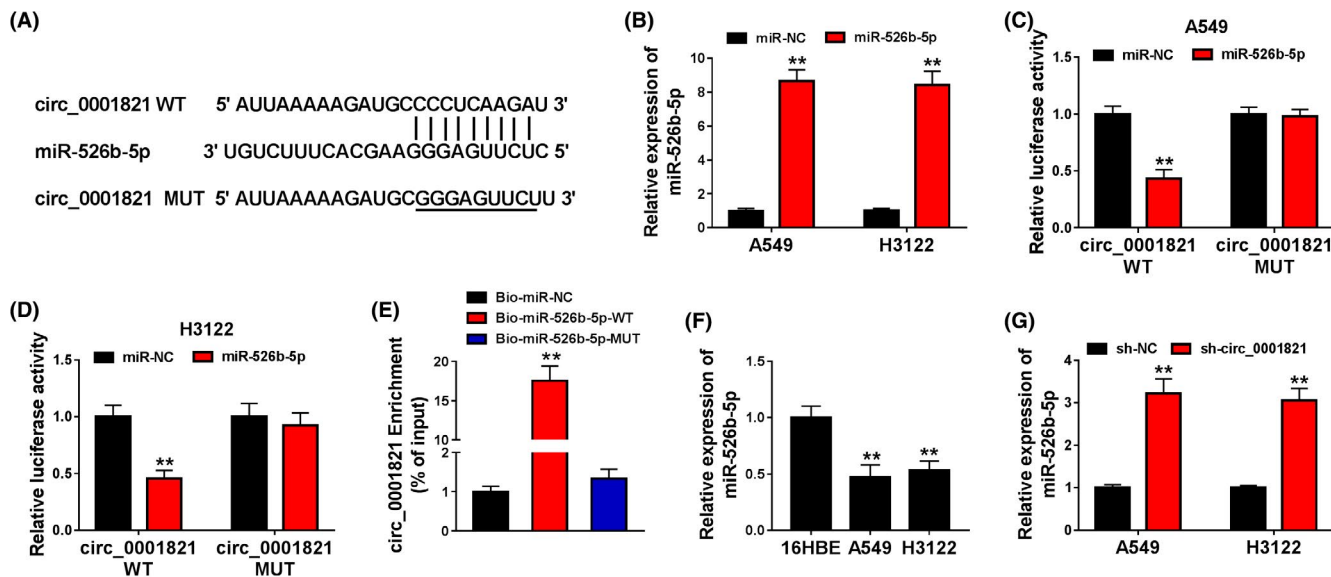 (A)
circ_0001821 WT 5' AUUAAAAAGAUGCCCCUCAAGAU 3'
miR-526b-5p 3' UGUCUUUCACGAAGGGAGUUCUC 5'
circ_0001821 MUT 5' AUUAAAAAGAUGCGGGAGUUCUU 3'
(B)
miR-NC miR-526b-5p
Relative expression of
miR-526b-5p
10
8
6
4
2
0
**
**
A549 H3122
(C)
A549
miR-NC miR-526b-5p
Relative luciferase activity
1.5
1.0
0.5
0.0
**
circ_0001821 circ_0001821
WT MUT
(D)
H3122
miR-NC miR-526b-5p
Relative luciferase activity
1.5
1.0
0.5
0.0
**
circ_0001821 circ_0001821
WT MUT
(E)
Bio-miR-NC
Bio-miR-526b-5p-WT
Bio-miR-526b-5p-MUT
circ_0001821 Enrichment
(% of input)
20
15
10
2
1
0
**
(F)
Relative expression of
miR-526b-5p
1.5
1.0
0.5
0.0
**
**
16HBE A549 H3122
(G)
sh-NC sh-circ_0001821
Relative expression of
miR-526b-5p
4
3
2
1
0
**
**
A549 H3122